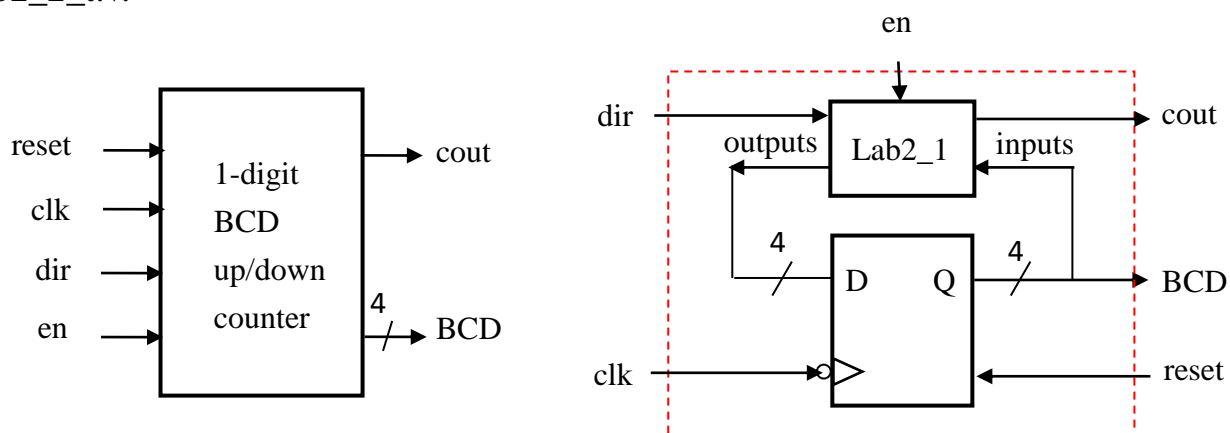 en
dir
cout
outputs
Lab2_1
inputs
reset
cout
1-digit
BCD
clk
up/down
dir
4
4
D
Q
BCD
counter
4
en
BCD
clk
reset